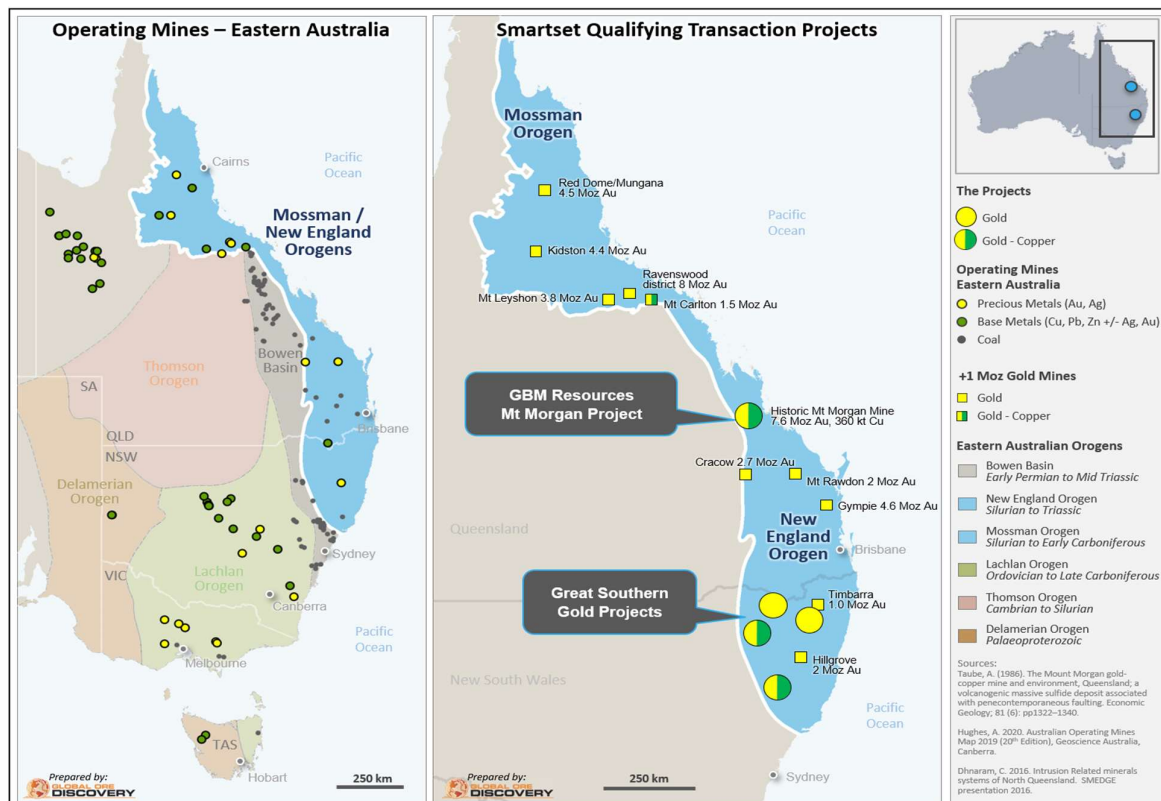 Operating Mines – Eastern Australia
Cairns
Pacific
Ocean
Mossman /
New England
Orogens
Thomson
Orogen
Bowen
Basin
SA
QLD
NSW
Brisbane
Delamerian
Orogen
Lachlan
Orogen
Sydney
VIC
Canberra
Pacific
Ocean
Melbourne
TAS
Hobart
Prepared by:
GLOBAL ORE
DISCOVERY
250 km
Smartset Qualifying Transaction Projects
Mossman
Orogen
Pacific
Ocean
Red Dome/Mungana
4.5 Moz Au
Kidston 4.4 Moz Au
Ravenswood
district 8 Moz Au
Mt Leyshon 3.8 Moz Au
Mt Carlton 1.5 Moz Au
GBM Resources
Mt Morgan Project
Historic Mt Morgan Mine
7.6 Moz Au, 360 kt Cu
Cracow 2.7 Moz Au
Mt Rawdon 2 Moz Au
Gympie 4.6 Moz Au
Queensland
New
England
Orogen
Brisbane
Great Southern
Gold Projects
Timbarra
1.0 Moz Au
Hillgrove
2 Moz Au
New South Wales
Pacific
Ocean
Sydney
Prepared by:
GLOBAL ORE
DISCOVERY
250 km
The Projects
Gold
Gold - Copper
Operating Mines
Eastern Australia
Precious Metals (Au, Ag)
Base Metals (Cu, Pb, Zn +/- Ag, Au)
Coal
+1 Moz Gold Mines
Gold
Gold - Copper
Eastern Australian Orogens
Bowen Basin
Early Permian to Mid Triassic
New England Orogen
Silurian to Triassic
Mossman Orogen
Silurian to Early Carboniferous
Lachlan Orogen
Ordovician to Late Carboniferous
Thomson Orogen
Cambrian to Silurian
Delamerian Orogen
Palaeoproterozoic
Sources:
Taube, A. (1986). The Mount Morgan gold-
copper mine and environment, Queensland; a
volcanogenic massive sulfide deposit associated
with penecontemporaneous faulting. Economic
Geology; 81 (6): pp1322–1340.
Hughes, A. 2020. Australian Operating Mines
Map 2019 (20th Edition), Geoscience Australia,
Canberra.
Dhnaram, C. 2016. Intrusion Related minerals
systems of North Queensland. SMEDGE
presentation 2016.